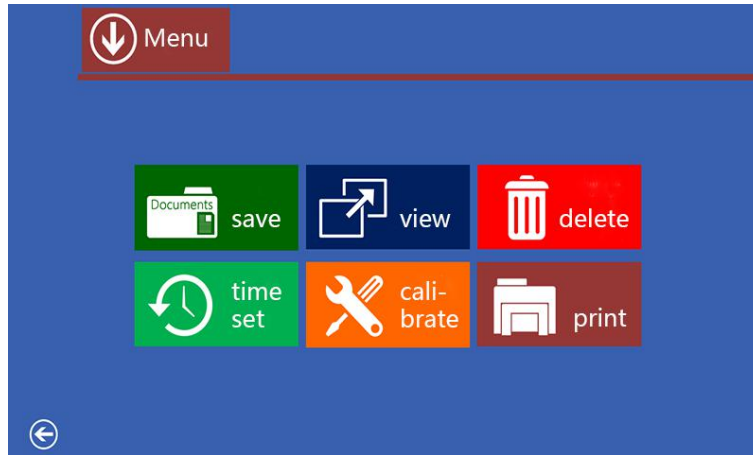 Menu
Documents
save
view
delete
time
set
cali-
brate
print